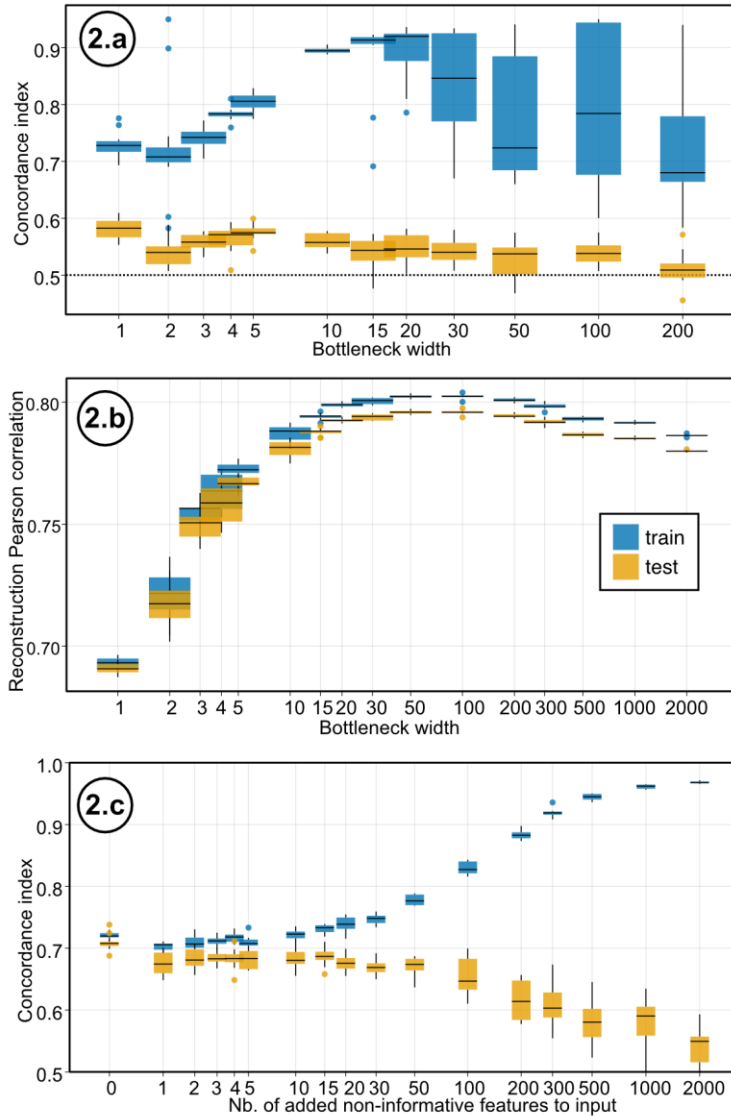 2.a
Concordance index
0.9
0.8
0.7
0.6
0.5
1 2 3 4 5 10 15 20 30 50 100 200
Bottleneck width
2.b
Reconstruction Pearson correlation
0.80
0.75
0.70
train
test
1 2 3 4 5 10 15 20 30 50 100 200 300 500 1000 2000
Bottleneck width
2.c
Concordance index
1.0
0.9
0.8
0.7
0.6
0.5
0 1 2 3 4 5 10 15 20 30 50 100 200 300 500 1000 2000
Nb. of added non-informative features to input